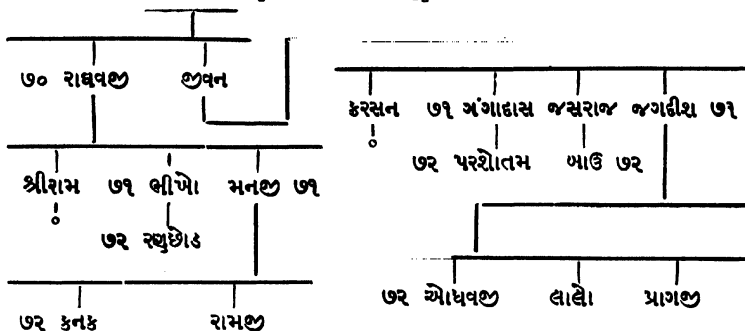 ૭૦ રાઘવજી જીવન
કરસન ૭૧ ગંગાદાસ જસરાજ જગદીશ ૭૧
૭૨ પરશોતમ બાઉ ૭૨
શ્રીરામ ૭૧ ભીખો મનજી ૭૧
૭૨ રણછોડ
૭૨ ઓધવજી લાલો પ્રાગજી
૭૨ કનક રામજી